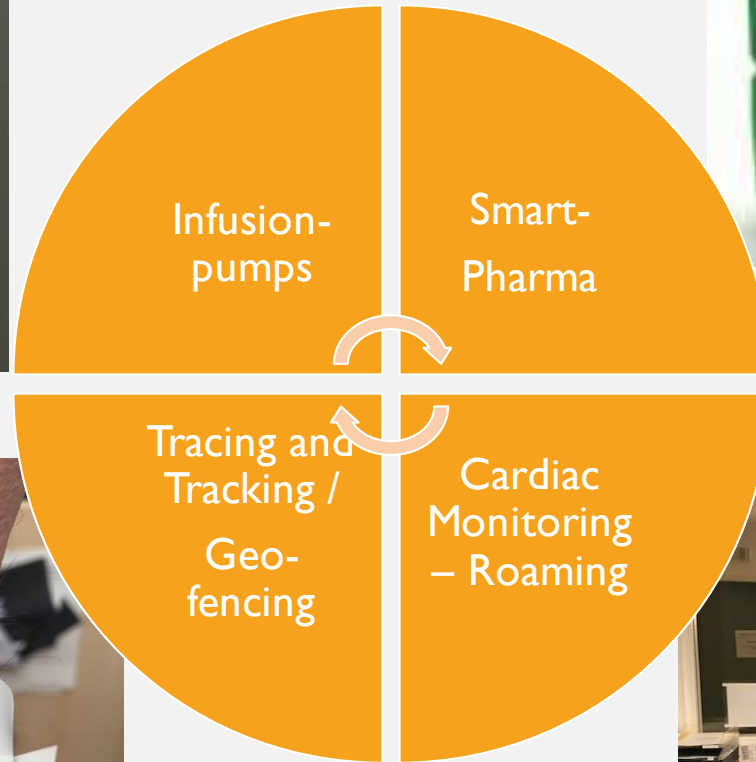 Infusion-
pumps
Smart-
Pharma
Tracing and
Tracking /
Geo-
fencing
Cardiac
Monitoring
– Roaming